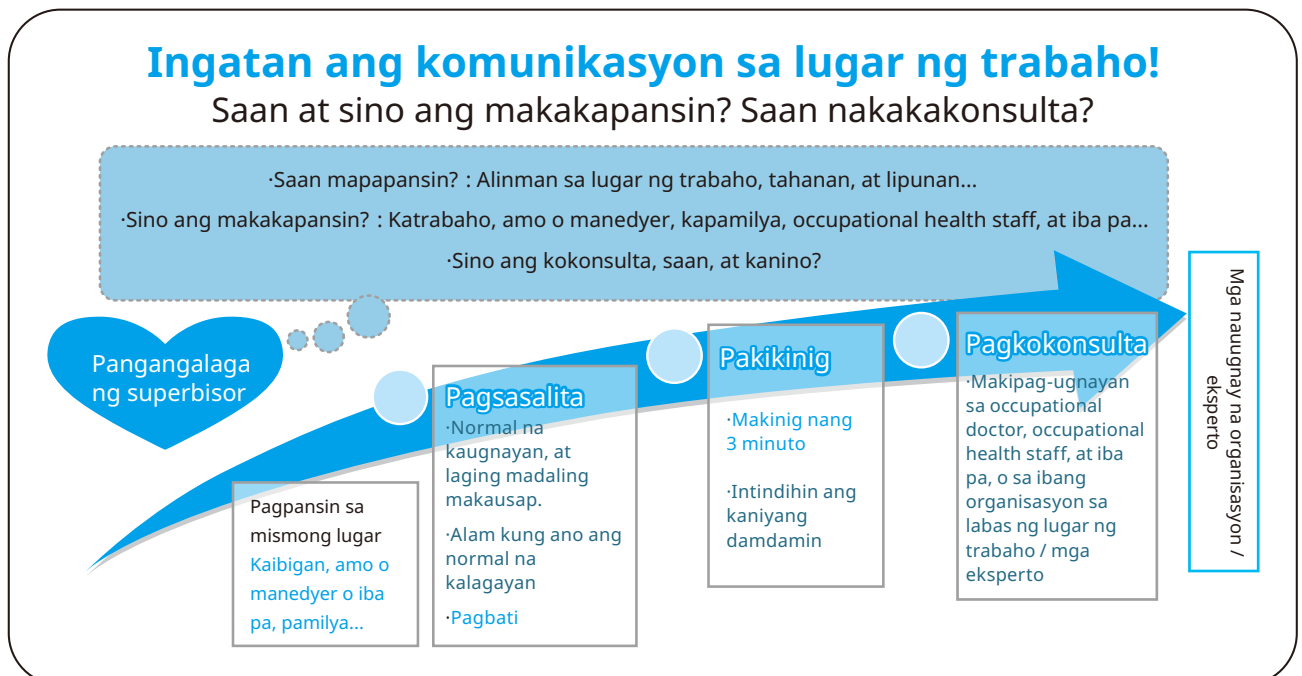 Ingatan ang komunikasyon sa lugar ng trabaho!
Saan at sino ang makakapansin? Saan nakakakonsulta?
·Saan mapapansin? : Alinman sa lugar ng trabaho, tahanan, at lipunan...
·Sino ang makakapansin? : Katrabaho, amo o manedyer, kapamilya, occupational health staff, at iba pa...
·Sino ang kokonsulta, saan, at kanino?
Pangangalaga
ng superbisor
Pagpansin sa
mismong lugar
Kaibigan, amo o
manedyer o iba
pa, pamilya...
Pagsasalita
·Normal na
kaugnayan, at
laging madaling
makausap.
·Alam kung ano ang
normal na
kalagayan
·Pagbati
Pakikinig
·Makinig nang
3 minuto
·Intindihin ang
kaniyang
damdamin
Pagkokonsulta
·Makipag-ugnayan
sa occupational
doctor, occupational
health staff, at iba
pa, o sa ibang
organisasyon sa
labas ng lugar ng
trabaho / mga
eksperto
Mga nauugnay na organisasyon /
eksperto